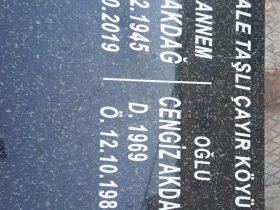 ALE TAŞLI ÇAYIR KÖYÜ
ANNEM
AKDAĞ
2.1945
0.2019
OĞLU
CENGİZ AKDA
D. 1969
Ö. 12.10.198